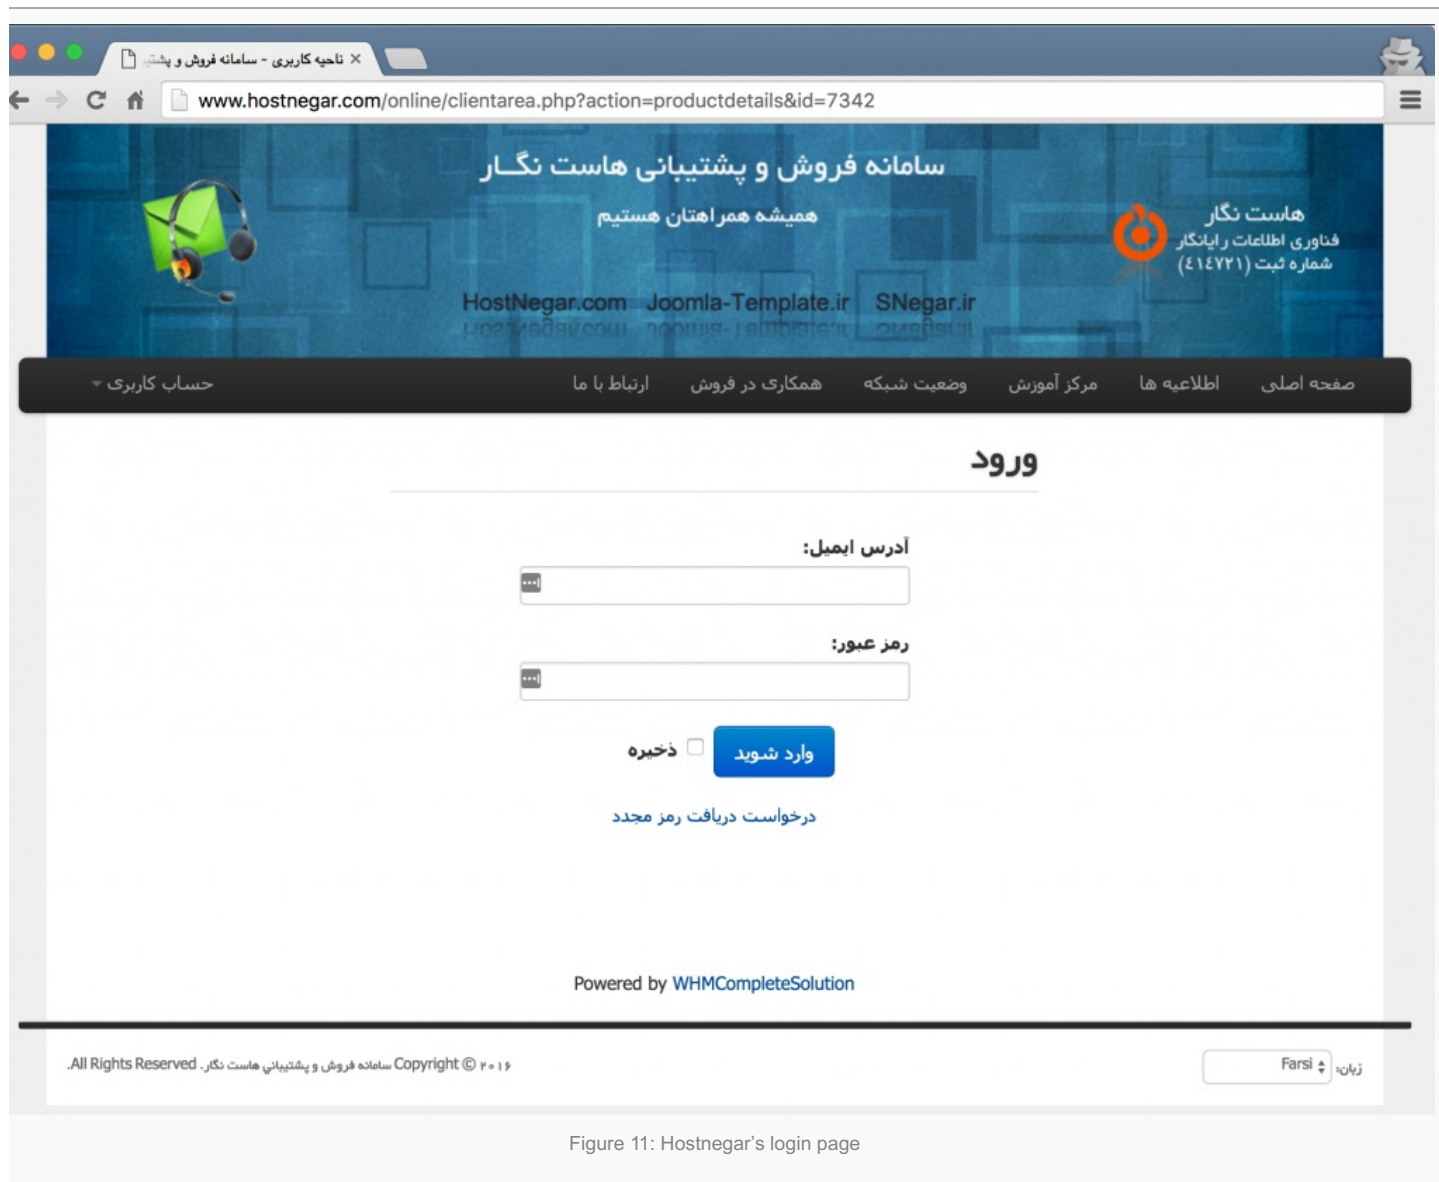 ناحیه کاربری - سامانه فروش و پشتیبـ
www.hostnegar.com/online/clientarea.php?action=productdetails&id=7342
سامانه فروش و پشتیبانی هاست نگـار
همیشه همراهتان هستیم
هاست نگار
فناوری اطلاعات رایانگار
شماره ثبت (٤١٤٧٢١)
HostNegar.com Joomla-Template.ir SNegar.ir
صفحه اصلی اطلاعیه ها مرکز آموزش وضعیت شبکه همکاری در فروش ارتباط با ما حساب کاربری
ورود
آدرس ایمیل:
رمز عبور:
وارد شوید ذخیره
درخواست دریافت رمز مجدد
Powered by WHMCompleteSolution
زبان: Farsi
Copyright © ۲۰۱۶ سامانه فروش و پشتیباني هاست نگار. All Rights Reserved.
Figure 11: Hostnegar’s login page